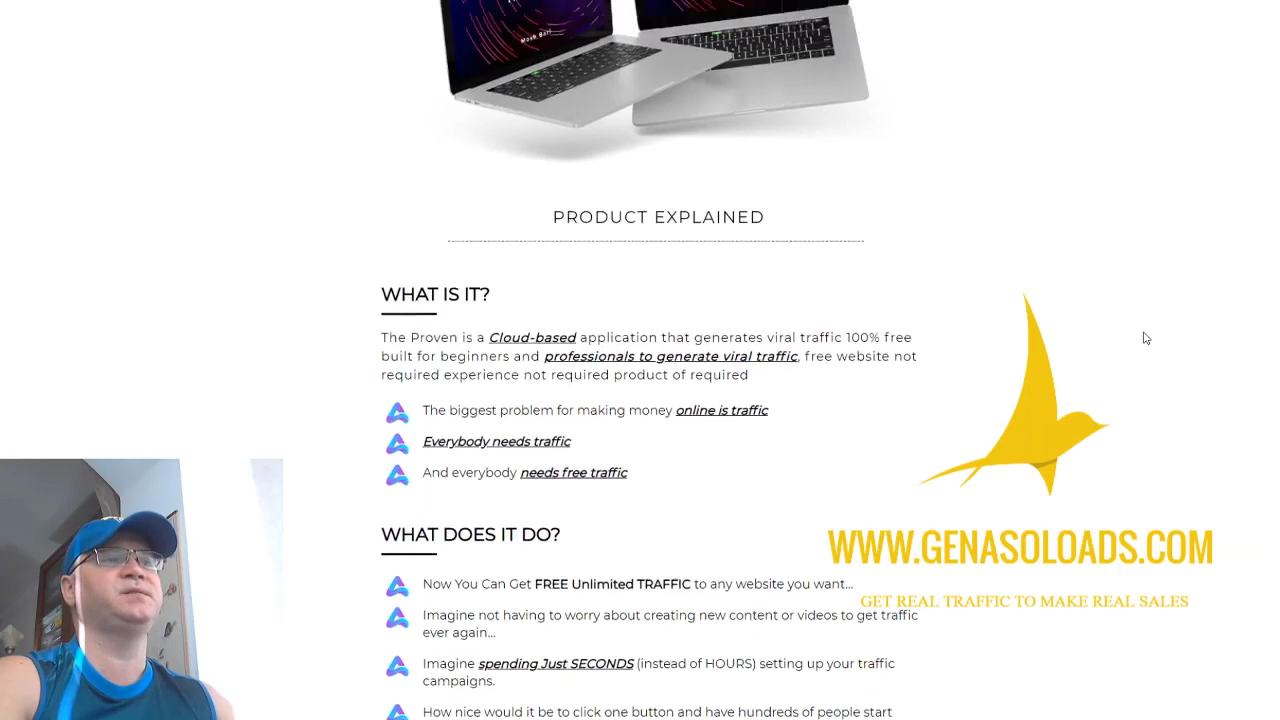 PRODUCT EXPLAINED
WHAT IS IT?
The Proven is a Cloud-based application that generates viral traffic 100% free
built for beginners and professionals to generate viral traffic, free website not
required experience not required product of required
The biggest problem for making money online is traffic
Everybody needs traffic
And everybody needs free traffic
WWW.GENASOLOADS.COM
GET REAL TRAFFIC TO MAKE REAL SALES
WHAT DOES IT DO?
Now You Can Get FREE Unlimited TRAFFIC to any website you want...
Imagine not having to worry about creating new content or videos to get traffic
ever again...
Imagine spending Just SECONDS (instead of HOURS) setting up your traffic
campaigns.
How nice would it be to click one button and have hundreds of people start